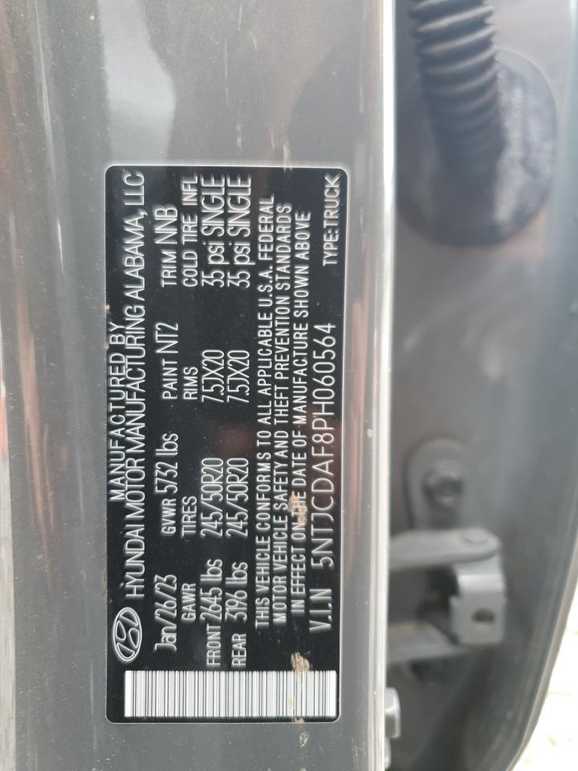 MANUFACTURED BY
HYUNDAI MOTOR MANUFACTURING ALABAMA, LLC
Jan/26/23 GVWR 5732 lbs PAINT NT2 TRIM NNB
GAWR TIRES RIMS COLD TIRE INFL
FRONT 2645 lbs 245/50R20 7.5JX20 35 psi SINGLE
REAR 3196 lbs 245/50R20 7.5JX20 35 psi SINGLE
THIS VEHICLE CONFORMS TO ALL APPLICABLE U.S.A. FEDERAL
MOTOR VEHICLE SAFETY AND THEFT PREVENTION STANDARDS
IN EFFECT ON THE DATE OF MANUFACTURE SHOWN ABOVE
V.I.N 5NTJCDAF8PH060564 TYPE:TRUCK